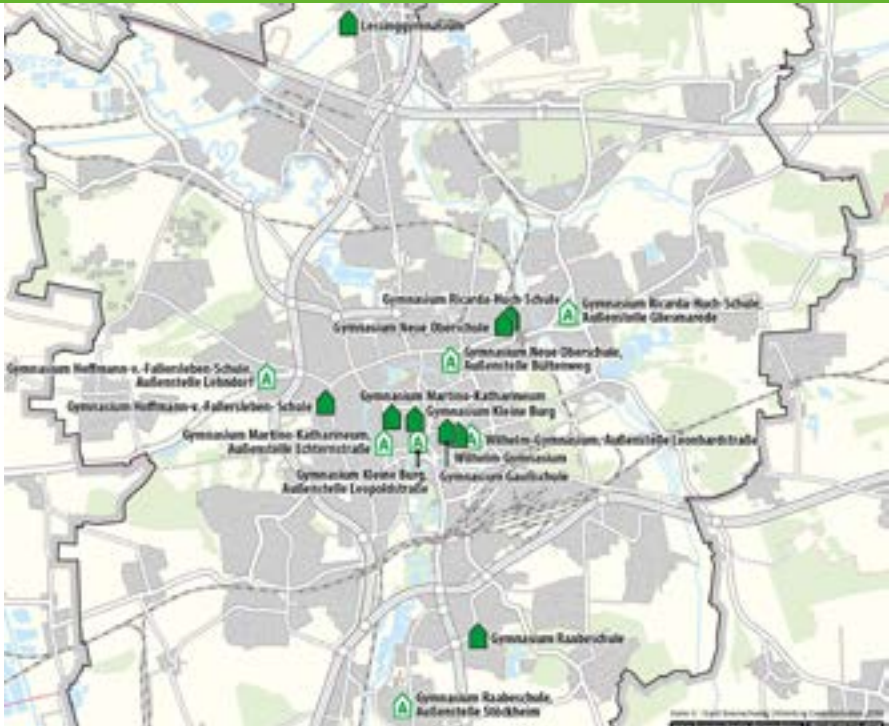 Lessinggymnasium
Gymnasium Ricarda-Huch-Schule
Gymnasium Ricarda-Huch-Schule,
Außenstelle Gliesmarode
A
Gymnasium Neue Oberschule
Gymnasium Neue Oberschule,
Außenstelle Bültenweg
A
Gymnasium Hoffmann-v.-Fallersleben-Schule,
Außenstelle Lehndorf
A
Gymnasium Hoffmann-v.-Fallersleben- Schule
Gymnasium Martino-Katharineum
Gymnasium Kleine Burg
Gymnasium Martino-Katharineum,
Außenstelle Echternstraße
A
A
A
Wilhelm-Gymnasium,-Außenstelle Leonhardstraße
Wilhelm-Gymnasium
Gymnasium Kleine Burg,
Außenstelle Leopoldstraße
Gymnasium Gaußschule
Gymnasium Raabeschule
A
Gymnasium Raabeschule,
Außenstelle Stöckheim